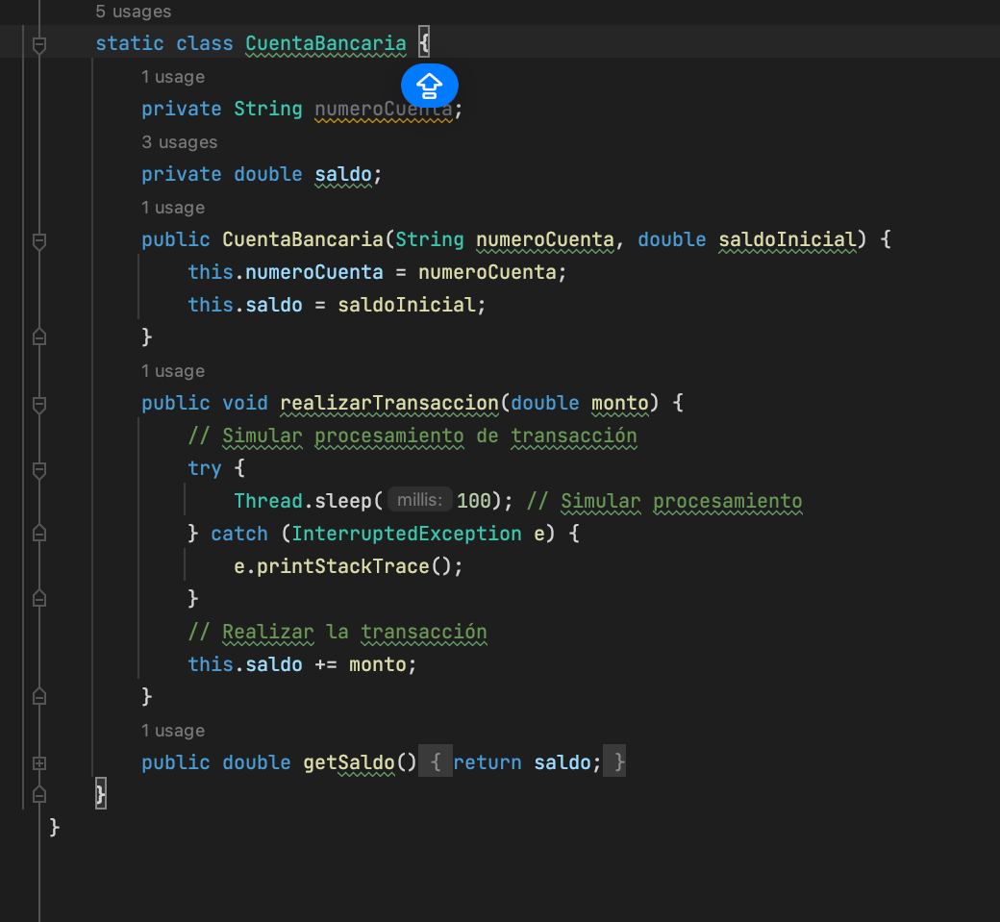 5 usages
static class CuentaBancaria {
1 usage
private String numeroCuenta;
3 usages
private double saldo;
1 usage
public CuentaBancaria(String numeroCuenta, double saldoInicial) {
this.numeroCuenta = numeroCuenta;
this.saldo = saldoInicial;
}
1 usage
public void realizarTransaccion(double monto) {
// Simular procesamiento de transacción
try {
Thread.sleep( millis: 100); // Simular procesamiento
} catch (InterruptedException e) {
e.printStackTrace();
}
// Realizar la transacción
this.saldo += monto;
}
1 usage
public double getSaldo() { return saldo; }
}
}